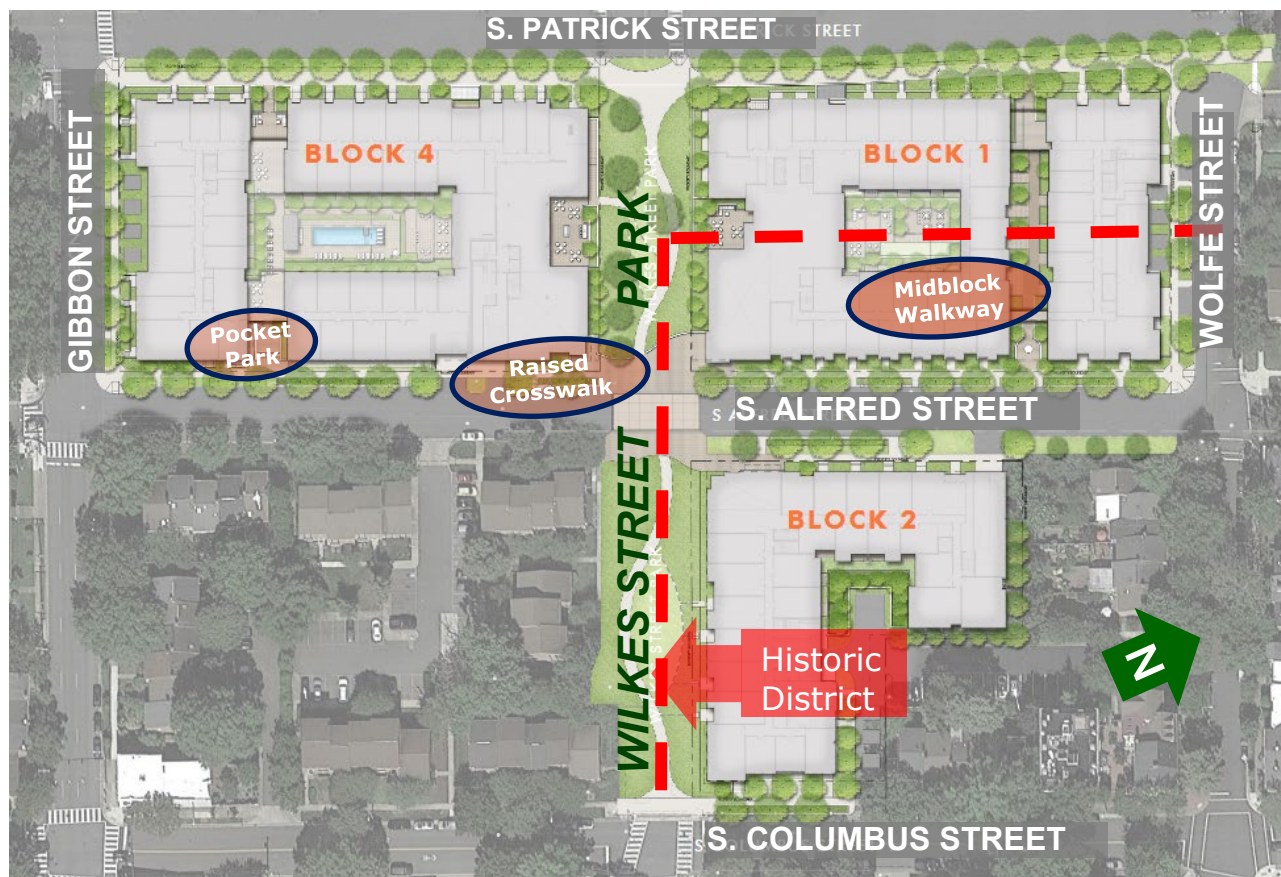 S. PATRICK STREET
STREET
GIBBON STREET
BLOCK 4
BLOCK 1
WOLFE STREET
WILKES STREET PARK
Midblock
Walkway
Pocket
Park
Raised
Crosswalk
S. ALFRED STREET
BLOCK 2
Historic
District
N
S. COLUMBUS STREET